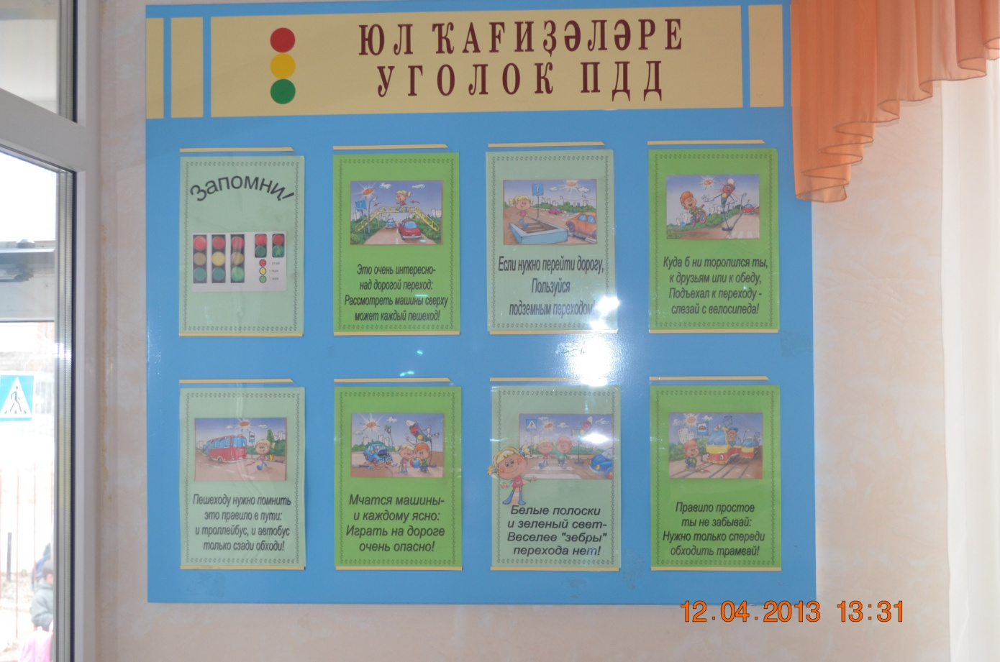 ЮЛ ҠАҒИҘӘЛӘРЕ
УГОЛОК ПДД
Запомни!
Это очень интересно-
над дорогой переход:
Рассмотреть машины сверху
может каждый пешеход!
Если нужно перейти дорогу,
Пользуйся
подземным переходом!
Куда б ни торопился ты,
к друзьям или к обеду,
Подъехал к переходу -
слезай с велосипеда!
Пешеходу нужно помнить
это правило в пути:
и троллейбус, и автобус
только сзади обходи!
Мчатся машины-
и каждому ясно:
Играть на дороге
очень опасно!
Белые полоски
и зеленый свет-
Веселее "зебры"
перехода нет!
Правило простое
ты не забывай:
Нужно только спереди
обходить трамвай!
12.04.2013 13:31